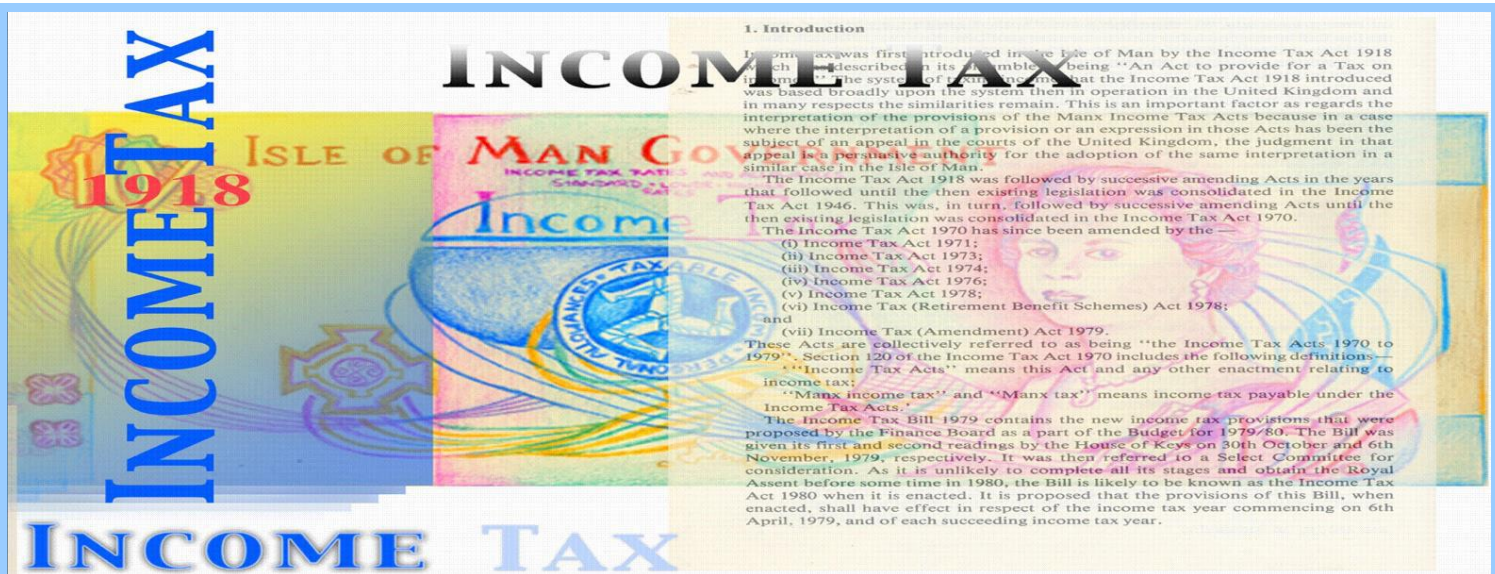 INCOME TAX
1918
INCOME TAX
ISLE OF MAN GOVERNMENT
INCOME TAX RATES AND
STANDARD LOWER
Income T
TAXABLE INCOME
PERSONAL ALLOWANCES
INCOME TAX
1. Introduction
Income tax was first introduced in the Isle of Man by the Income Tax Act 1918
which described in its preamble being "An Act to provide for a Tax on
The system of taxing income that the Income Tax Act 1918 introduced
was based broadly upon the system then in operation in the United Kingdom and
in many respects the similarities remain. This is an important factor as regards the
interpretation of the provisions of the Manx Income Tax Acts because in a case
where the interpretation of a provision or an expression in those Acts has been the
subject of an appeal in the courts of the United Kingdom, the judgment in that
appeal is a persuasive authority for the adoption of the same interpretation in a
similar case in the Isle of Man.
The Income Tax Act 1918 was followed by successive amending Acts in the years
that followed until the then existing legislation was consolidated in the Income
Tax Act 1946. This was, in turn, followed by successive amending Acts until the
then existing legislation was consolidated in the Income Tax Act 1970.
The Income Tax Act 1970 has since been amended by the —
(i) Income Tax Act 1971;
(ii) Income Tax Act 1973;
(iii) Income Tax Act 1974;
(iv) Income Tax Act 1976;
(v) Income Tax Act 1978;
(vi) Income Tax (Retirement Benefit Schemes) Act 1978;
and
(vii) Income Tax (Amendment) Act 1979.
These Acts are collectively referred to as being "the Income Tax Acts 1970 to
1979". Section 120 of the Income Tax Act 1970 includes the following definitions—
'"Income Tax Acts" means this Act and any other enactment relating to
income tax;
"Manx income tax" and "Manx tax" means income tax payable under the
Income Tax Acts.'
The Income Tax Bill 1979 contains the new income tax provisions that were
proposed by the Finance Board as a part of the Budget for 1979/80. The Bill was
given its first and second readings by the House of Keys on 30th October and 6th
November, 1979, respectively. It was then referred to a Select Committee for
consideration. As it is unlikely to complete all its stages and obtain the Royal
Assent before some time in 1980, the Bill is likely to be known as the Income Tax
Act 1980 when it is enacted. It is proposed that the provisions of this Bill, when
enacted, shall have effect in respect of the income tax year commencing on 6th
April, 1979, and of each succeeding income tax year.